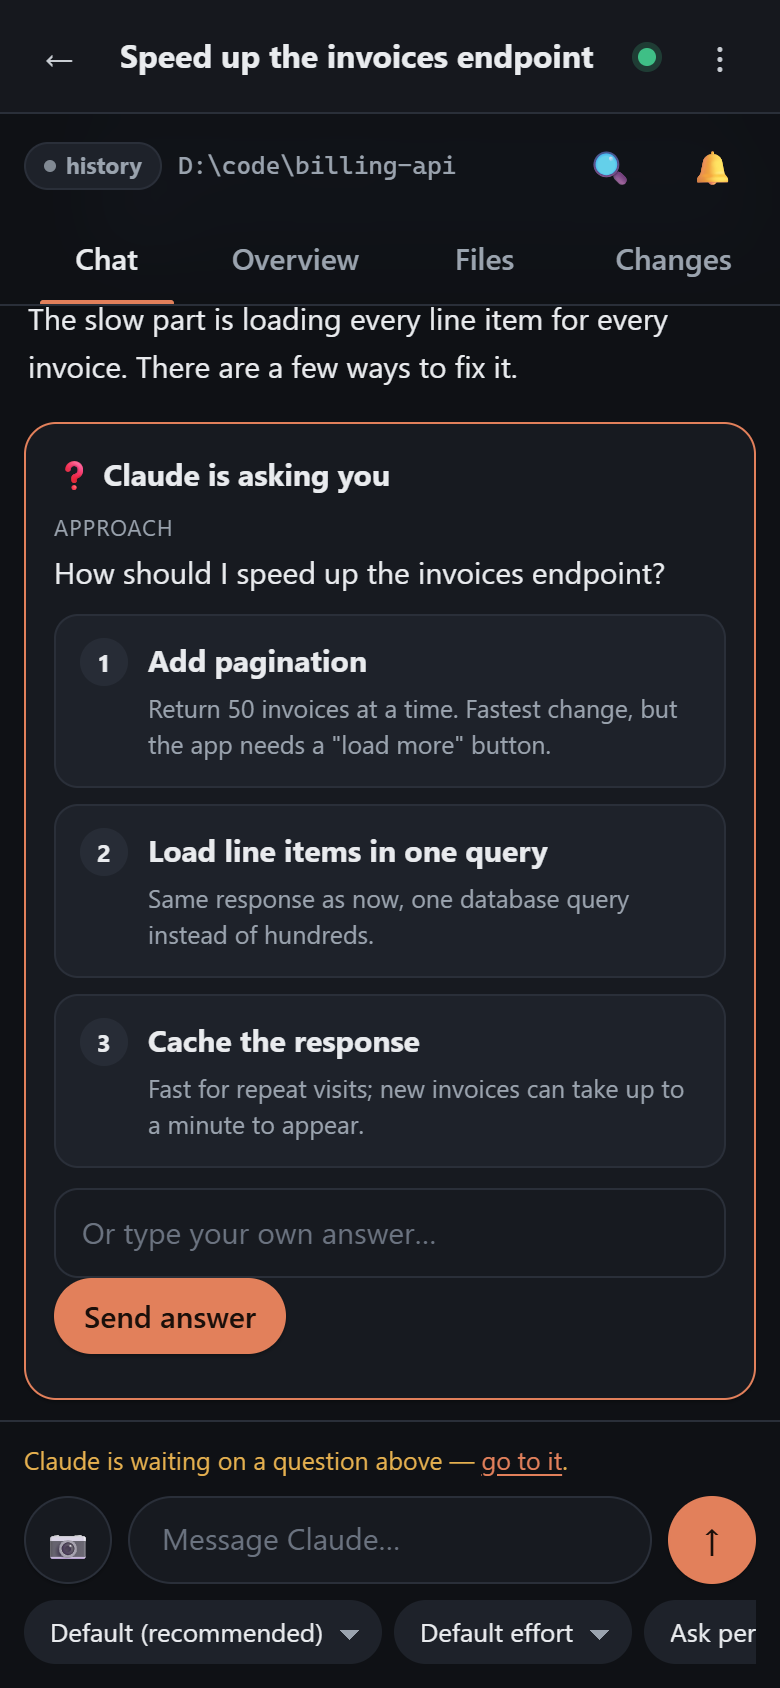 ← Speed up the invoices endpoint
history D:\code\billing-api
Chat Overview Files Changes
The slow part is loading every line item for every
invoice. There are a few ways to fix it.
Claude is asking you
APPROACH
How should I speed up the invoices endpoint?
1 Add pagination
Return 50 invoices at a time. Fastest change, but
the app needs a "load more" button.
2 Load line items in one query
Same response as now, one database query
instead of hundreds.
3 Cache the response
Fast for repeat visits; new invoices can take up to
a minute to appear.
Or type your own answer...
Send answer
Claude is waiting on a question above — go to it.
Message Claude...
Default (recommended) Default effort Ask per